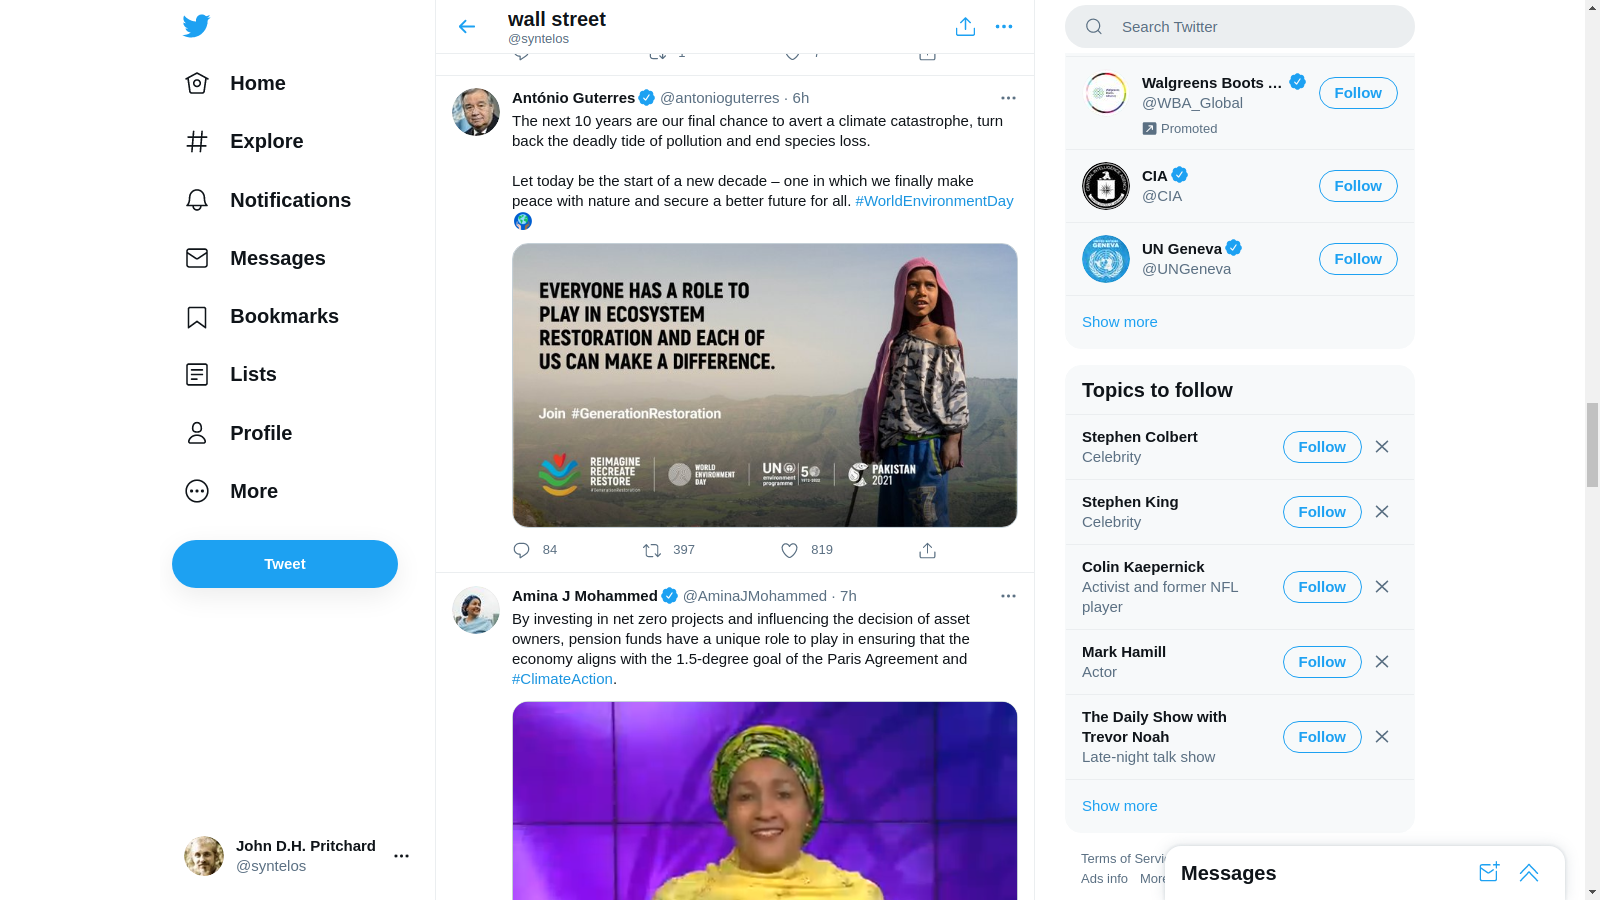 Home
Explore
Notifications
Messages
Bookmarks
Lists
Profile
More
Tweet
John D.H. Pritchard
@syntelos
wall street
@syntelos
António Guterres @antonioguterres · 6h
The next 10 years are our final chance to avert a climate catastrophe, turn
back the deadly tide of pollution and end species loss.
Let today be the start of a new decade – one in which we finally make
peace with nature and secure a better future for all. #WorldEnvironmentDay
EVERYONE HAS A ROLE TO
PLAY IN ECOSYSTEM
RESTORATION AND EACH OF
US CAN MAKE A DIFFERENCE.
Join #GenerationRestoration
REIMAGINE
RECREATE
RESTORE
#GenerationRestoration
WORLD
ENVIRONMENT
DAY
UN
environment
programme
50
1972-2022
PAKISTAN
2021
84 397 819
Amina J Mohammed @AminaJMohammed · 7h
By investing in net zero projects and influencing the decision of asset
owners, pension funds have a unique role to play in ensuring that the
economy aligns with the 1.5-degree goal of the Paris Agreement and
#ClimateAction.
Search Twitter
Walgreens Boots ...
@WBA_Global
Follow
Promoted
CIA
@CIA
Follow
UN Geneva
@UNGeneva
Follow
Show more
Topics to follow
Stephen Colbert
Celebrity
Follow
Stephen King
Celebrity
Follow
Colin Kaepernick
Activist and former NFL
player
Follow
Mark Hamill
Actor
Follow
The Daily Show with
Trevor Noah
Late-night talk show
Follow
Show more
Terms of Servi
Ads info More
Messages